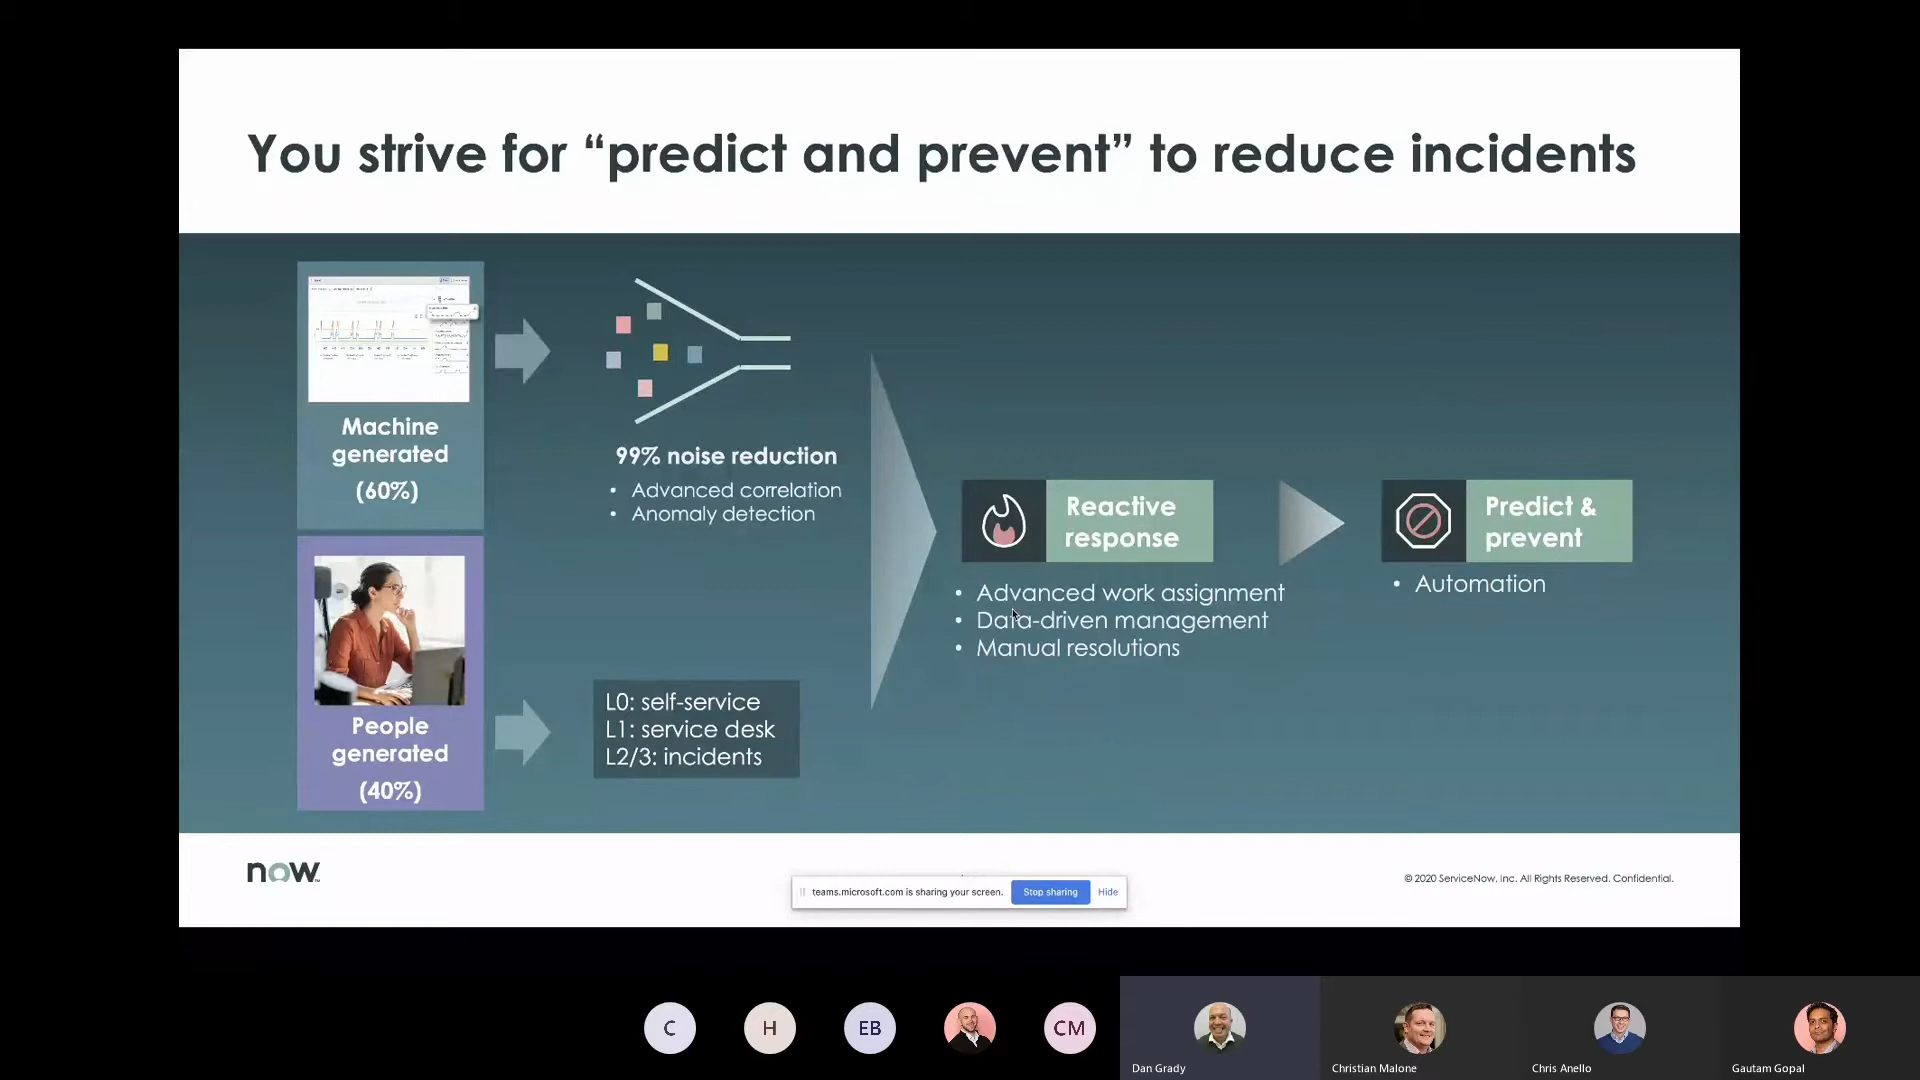 You strive for “predict and prevent” to reduce incidents
Machine
generated
(60%)
99% noise reduction
• Advanced correlation
• Anomaly detection
People
generated
(40%)
L0: self-service
L1: service desk
L2/3: incidents
Reactive
response
• Advanced work assignment
• Data-driven management
• Manual resolutions
Predict &
prevent
• Automation
now
© 2020 ServiceNow, Inc. All Rights Reserved. Confidential.
teams.microsoft.com is sharing your screen.
Stop sharing
Hide
C
H
EB
CM
Dan Grady
Christian Malone
Chris Anello
Gautam Gopal